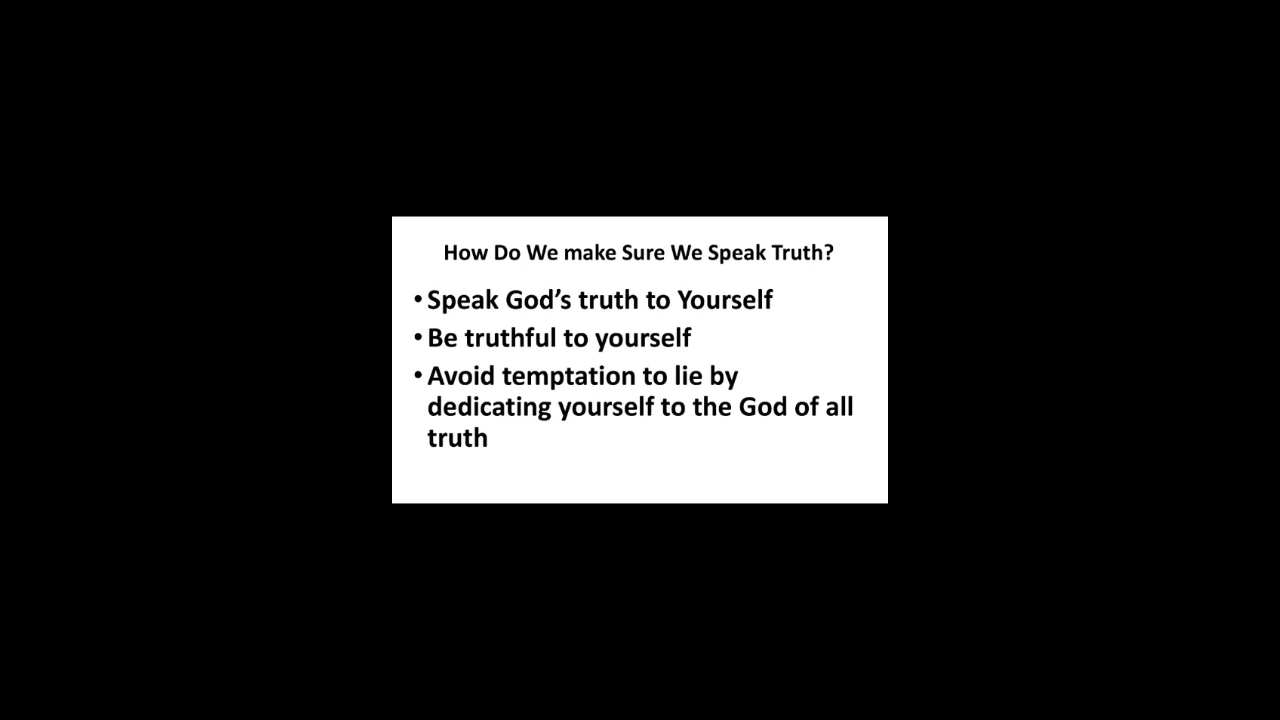 How Do We make Sure We Speak Truth?
• Speak God’s truth to Yourself
• Be truthful to yourself
• Avoid temptation to lie by
dedicating yourself to the God of all
truth